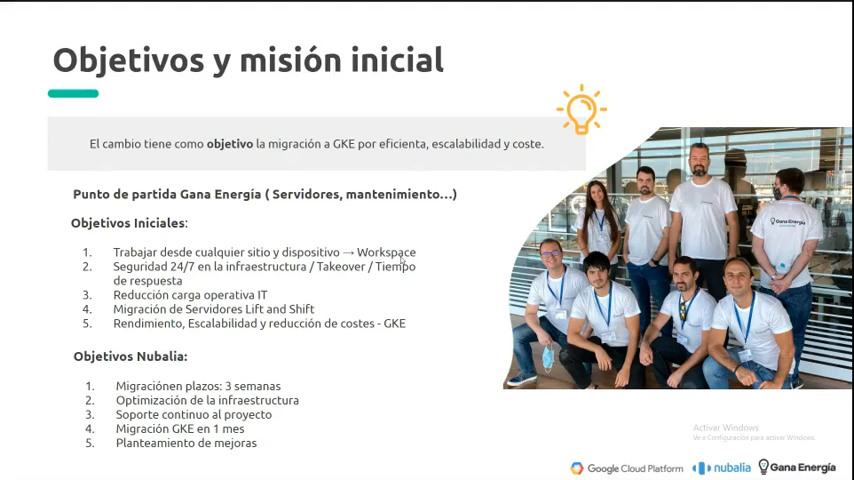 Objetivos y misión inicial
El cambio tiene como objetivo la migración a GKE por eficienta, escalabilidad y coste.
Punto de partida Gana Energía ( Servidores, mantenimiento...)
Objetivos Iniciales:
1. Trabajar desde cualquier sitio y dispositivo → Workspace
2. Seguridad 24/7 en la infraestructura / Takeover / Tiempo
de respuesta
3. Reducción carga operativa IT
4. Migración de Servidores Lift and Shift
5. Rendimiento, Escalabilidad y reducción de costes - GKE
Objetivos Nubalia:
1. Migraciónen plazos: 3 semanas
2. Optimización de la infraestructura
3. Soporte continuo al proyecto
4. Migración GKE en 1 mes
5. Planteamiento de mejoras
Gana Energía
Activar Windows
Ve a Configuración para activar Windows.
Google Cloud Platform nubalia Gana Energía